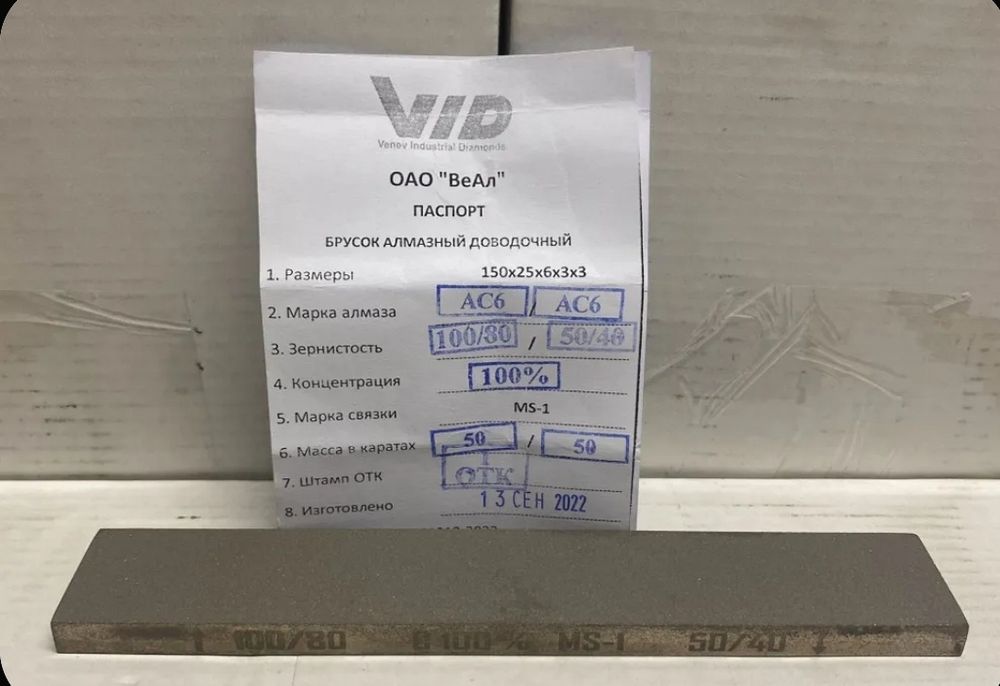 VID
Venev Industrial Diamonds
ОАО "ВеАл"
ПАСПОРТ
БРУСОК АЛМАЗНЫЙ ДОВОДОЧНЫЙ
1. Размеры 150х25х6х3х3
2. Марка алмаза АС6 / АС6
3. Зернистость 100/80 / 50/40
4. Концентрация 100%
5. Марка связки MS-1
6. Масса в каратах 50 / 50
7. Штамп ОТК 1 ОТК
8. Изготовлено 13 СЕН 2022
↑ 100/80 100% MS-1 50/40 ↓